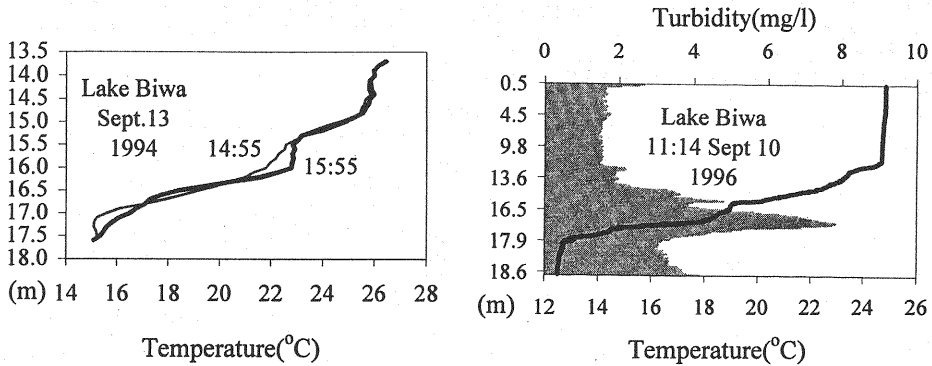 13.5
14.0
14.5
15.0
15.5
16.0
16.5
17.0
17.5
18.0
(m)
14 16 18 20 22 24 26 28
Temperature(°C)
Lake Biwa
Sept.13
1994
14:55
15:55
Turbidity(mg/l)
0 2 4 6 8 10
0.5
4.5
9.8
13.6
16.5
17.9
18.6
(m)
12 14 16 18 20 22 24 26
Temperature(°C)
Lake Biwa
11:14 Sept 10
1996